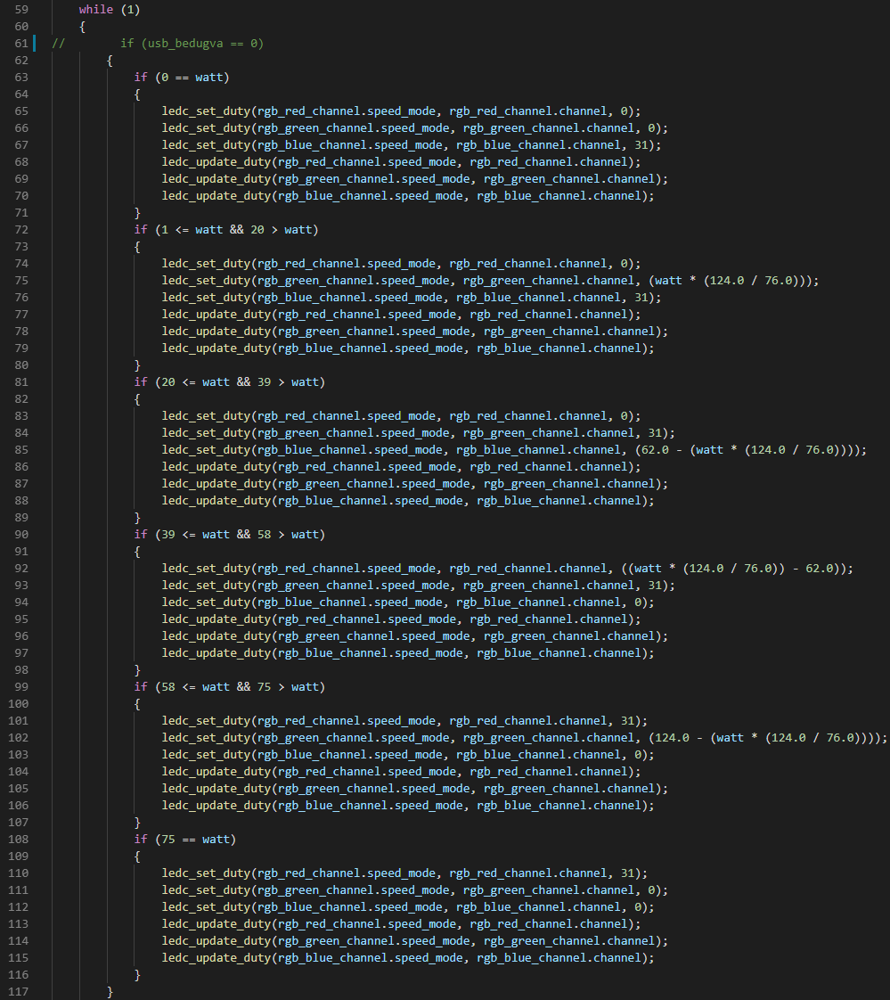 59 while (1)
60 {
61 // if (usb_bedugva == 0)
62 {
63 if (0 == watt)
64 {
65 ledc_set_duty(rgb_red_channel.speed_mode, rgb_red_channel.channel, 0);
66 ledc_set_duty(rgb_green_channel.speed_mode, rgb_green_channel.channel, 0);
67 ledc_set_duty(rgb_blue_channel.speed_mode, rgb_blue_channel.channel, 31);
68 ledc_update_duty(rgb_red_channel.speed_mode, rgb_red_channel.channel);
69 ledc_update_duty(rgb_green_channel.speed_mode, rgb_green_channel.channel);
70 ledc_update_duty(rgb_blue_channel.speed_mode, rgb_blue_channel.channel);
71 }
72 if (1 <= watt && 20 > watt)
73 {
74 ledc_set_duty(rgb_red_channel.speed_mode, rgb_red_channel.channel, 0);
75 ledc_set_duty(rgb_green_channel.speed_mode, rgb_green_channel.channel, (watt * (124.0 / 76.0)));
76 ledc_set_duty(rgb_blue_channel.speed_mode, rgb_blue_channel.channel, 31);
77 ledc_update_duty(rgb_red_channel.speed_mode, rgb_red_channel.channel);
78 ledc_update_duty(rgb_green_channel.speed_mode, rgb_green_channel.channel);
79 ledc_update_duty(rgb_blue_channel.speed_mode, rgb_blue_channel.channel);
80 }
81 if (20 <= watt && 39 > watt)
82 {
83 ledc_set_duty(rgb_red_channel.speed_mode, rgb_red_channel.channel, 0);
84 ledc_set_duty(rgb_green_channel.speed_mode, rgb_green_channel.channel, 31);
85 ledc_set_duty(rgb_blue_channel.speed_mode, rgb_blue_channel.channel, (62.0 - (watt * (124.0 / 76.0))));
86 ledc_update_duty(rgb_red_channel.speed_mode, rgb_red_channel.channel);
87 ledc_update_duty(rgb_green_channel.speed_mode, rgb_green_channel.channel);
88 ledc_update_duty(rgb_blue_channel.speed_mode, rgb_blue_channel.channel);
89 }
90 if (39 <= watt && 58 > watt)
91 {
92 ledc_set_duty(rgb_red_channel.speed_mode, rgb_red_channel.channel, ((watt * (124.0 / 76.0)) - 62.0));
93 ledc_set_duty(rgb_green_channel.speed_mode, rgb_green_channel.channel, 31);
94 ledc_set_duty(rgb_blue_channel.speed_mode, rgb_blue_channel.channel, 0);
95 ledc_update_duty(rgb_red_channel.speed_mode, rgb_red_channel.channel);
96 ledc_update_duty(rgb_green_channel.speed_mode, rgb_green_channel.channel);
97 ledc_update_duty(rgb_blue_channel.speed_mode, rgb_blue_channel.channel);
98 }
99 if (58 <= watt && 75 > watt)
100 {
101 ledc_set_duty(rgb_red_channel.speed_mode, rgb_red_channel.channel, 31);
102 ledc_set_duty(rgb_green_channel.speed_mode, rgb_green_channel.channel, (124.0 - (watt * (124.0 / 76.0))));
103 ledc_set_duty(rgb_blue_channel.speed_mode, rgb_blue_channel.channel, 0);
104 ledc_update_duty(rgb_red_channel.speed_mode, rgb_red_channel.channel);
105 ledc_update_duty(rgb_green_channel.speed_mode, rgb_green_channel.channel);
106 ledc_update_duty(rgb_blue_channel.speed_mode, rgb_blue_channel.channel);
107 }
108 if (75 == watt)
109 {
110 ledc_set_duty(rgb_red_channel.speed_mode, rgb_red_channel.channel, 31);
111 ledc_set_duty(rgb_green_channel.speed_mode, rgb_green_channel.channel, 0);
112 ledc_set_duty(rgb_blue_channel.speed_mode, rgb_blue_channel.channel, 0);
113 ledc_update_duty(rgb_red_channel.speed_mode, rgb_red_channel.channel);
114 ledc_update_duty(rgb_green_channel.speed_mode, rgb_green_channel.channel);
115 ledc_update_duty(rgb_blue_channel.speed_mode, rgb_blue_channel.channel);
116 }
117 }